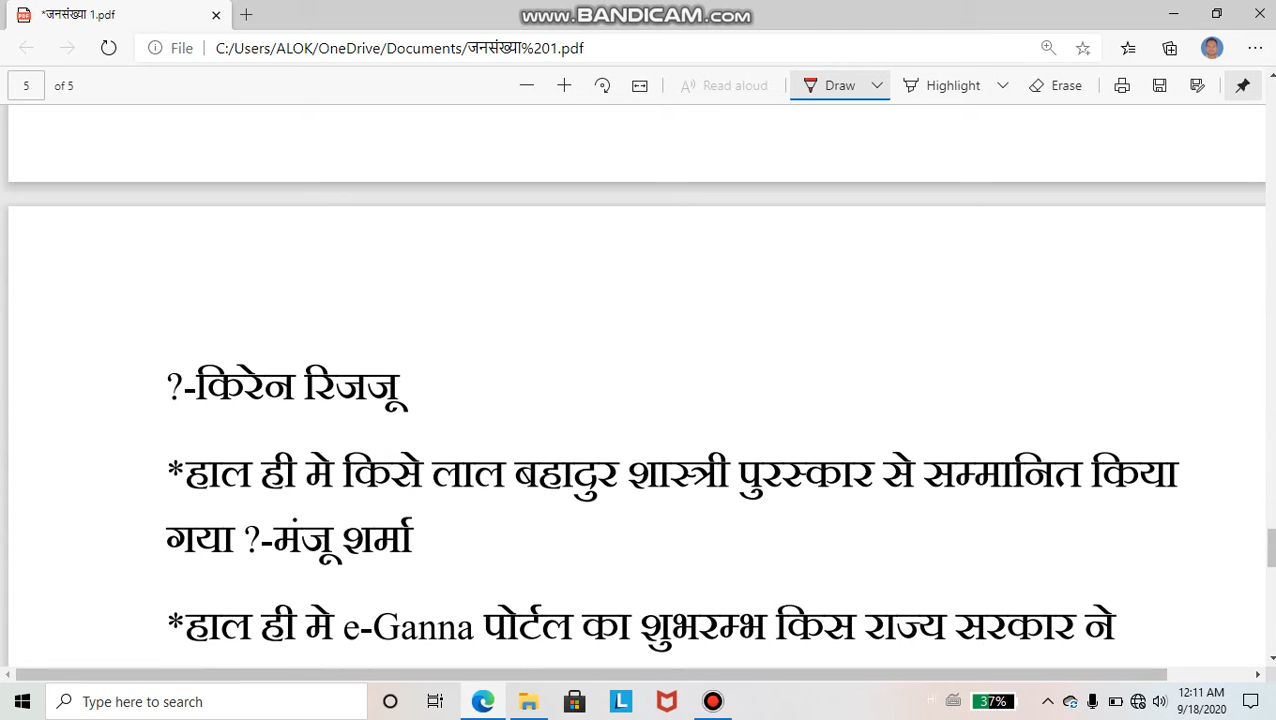 *जनसंख्या 1.pdf
www.BANDICAM.com
File C:/Users/ALOK/OneDrive/Documents/जनसंख्या%201.pdf
5 of 5 Read aloud Draw Highlight Erase
?-किरेन रिजजू
*हाल ही मे किसे लाल बहादुर शास्त्री पुरस्कार से सम्मानित किया
गया ?-मंजू शर्मा
*हाल ही मे e-Ganna पोर्टल का शुभरम्भ किस राज्य सरकार ने
Type here to search 37% 12:11 AM
9/18/2020